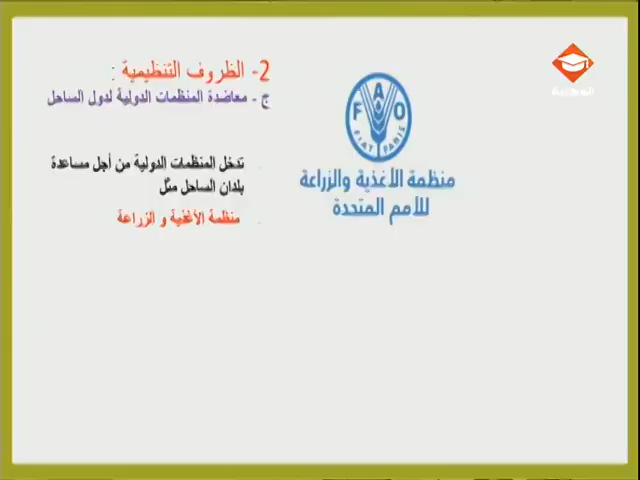 2- الظروف التنظيمية :
ج - معاضدة المنظمات الدولية لدول الساحل
تدخل المنظمات الدولية من أجل مساعدة
بلدان الساحل مثل
منظمة الأغذية و الزراعة
F A O
FIAT PANIS
منظمة الأغذية والزراعة
للأمم المتحدة
الوطنية